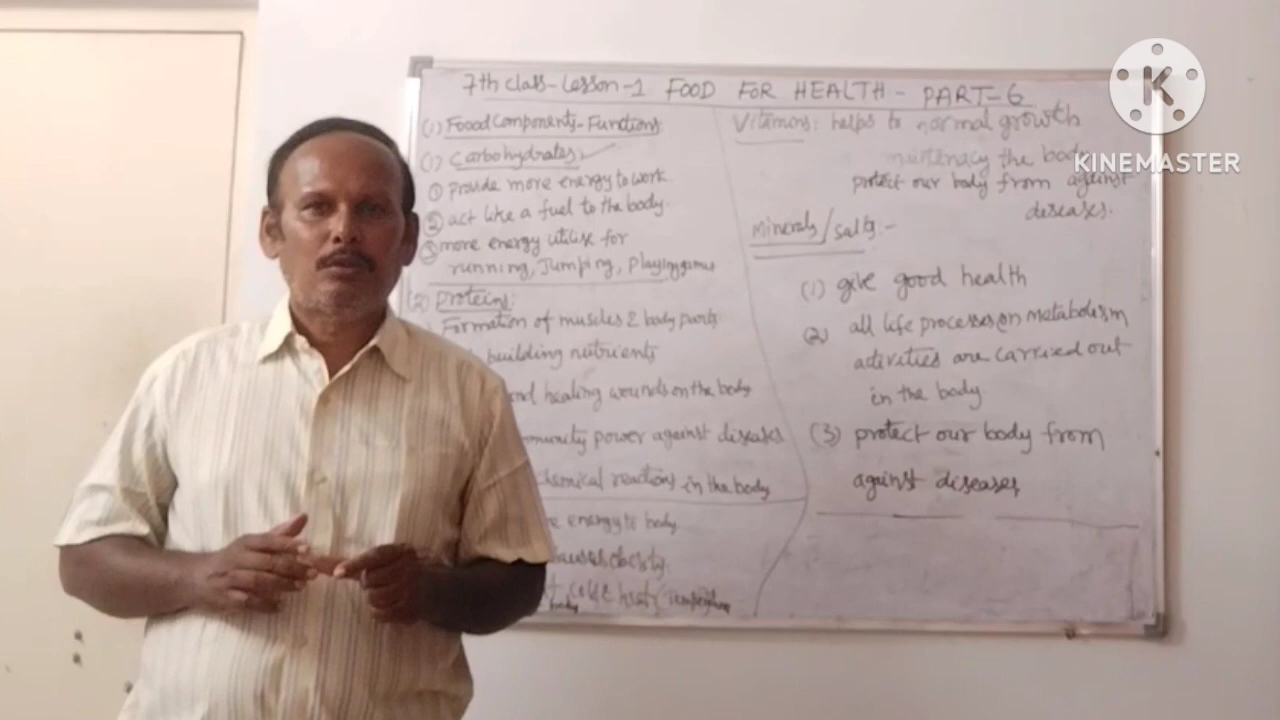 7th class-Lesson-1 FOOD FOR HEALTH - PART-6
(1) Foood Components-Functions
(1) Carbohydrates
① provide more energy to work
② act like a fuel to the body.
③ more energy utilise for
running, Jumping, Playing games
(2) Proteins:
Formation of muscles & body parts
building nutrients
and healing wounds on the body
power against diseases
chemical reactions in the body
energy to body
body
Vitamins: helps to normal growth
the body
protect our body from against
diseases.
Minerals/salts:-
(1) give good health
(2) all life processes on metabolism
activities are carried out
in the body
(3) protect our body from
against diseases
K
KINEMASTER